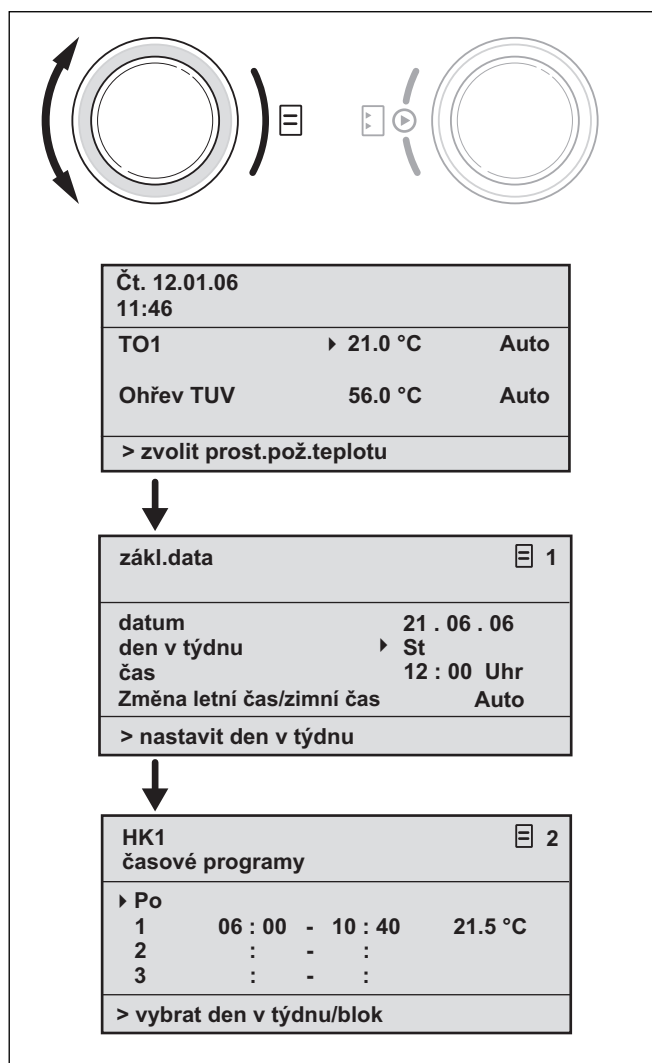 Čt. 12.01.06
11:46
TO1 21.0 °C Auto
Ohřev TUV 56.0 °C Auto
> zvolit prost.pož.teplotu
zákl.data 1
datum 21 . 06 . 06
den v týdnu St
čas 12 : 00 Uhr
Změna letní čas/zimní čas Auto
> nastavit den v týdnu
HK1 2
časové programy
Po
1 06 : 00 - 10 : 40 21.5 °C
2 : - :
3 : - :
> vybrat den v týdnu/blok